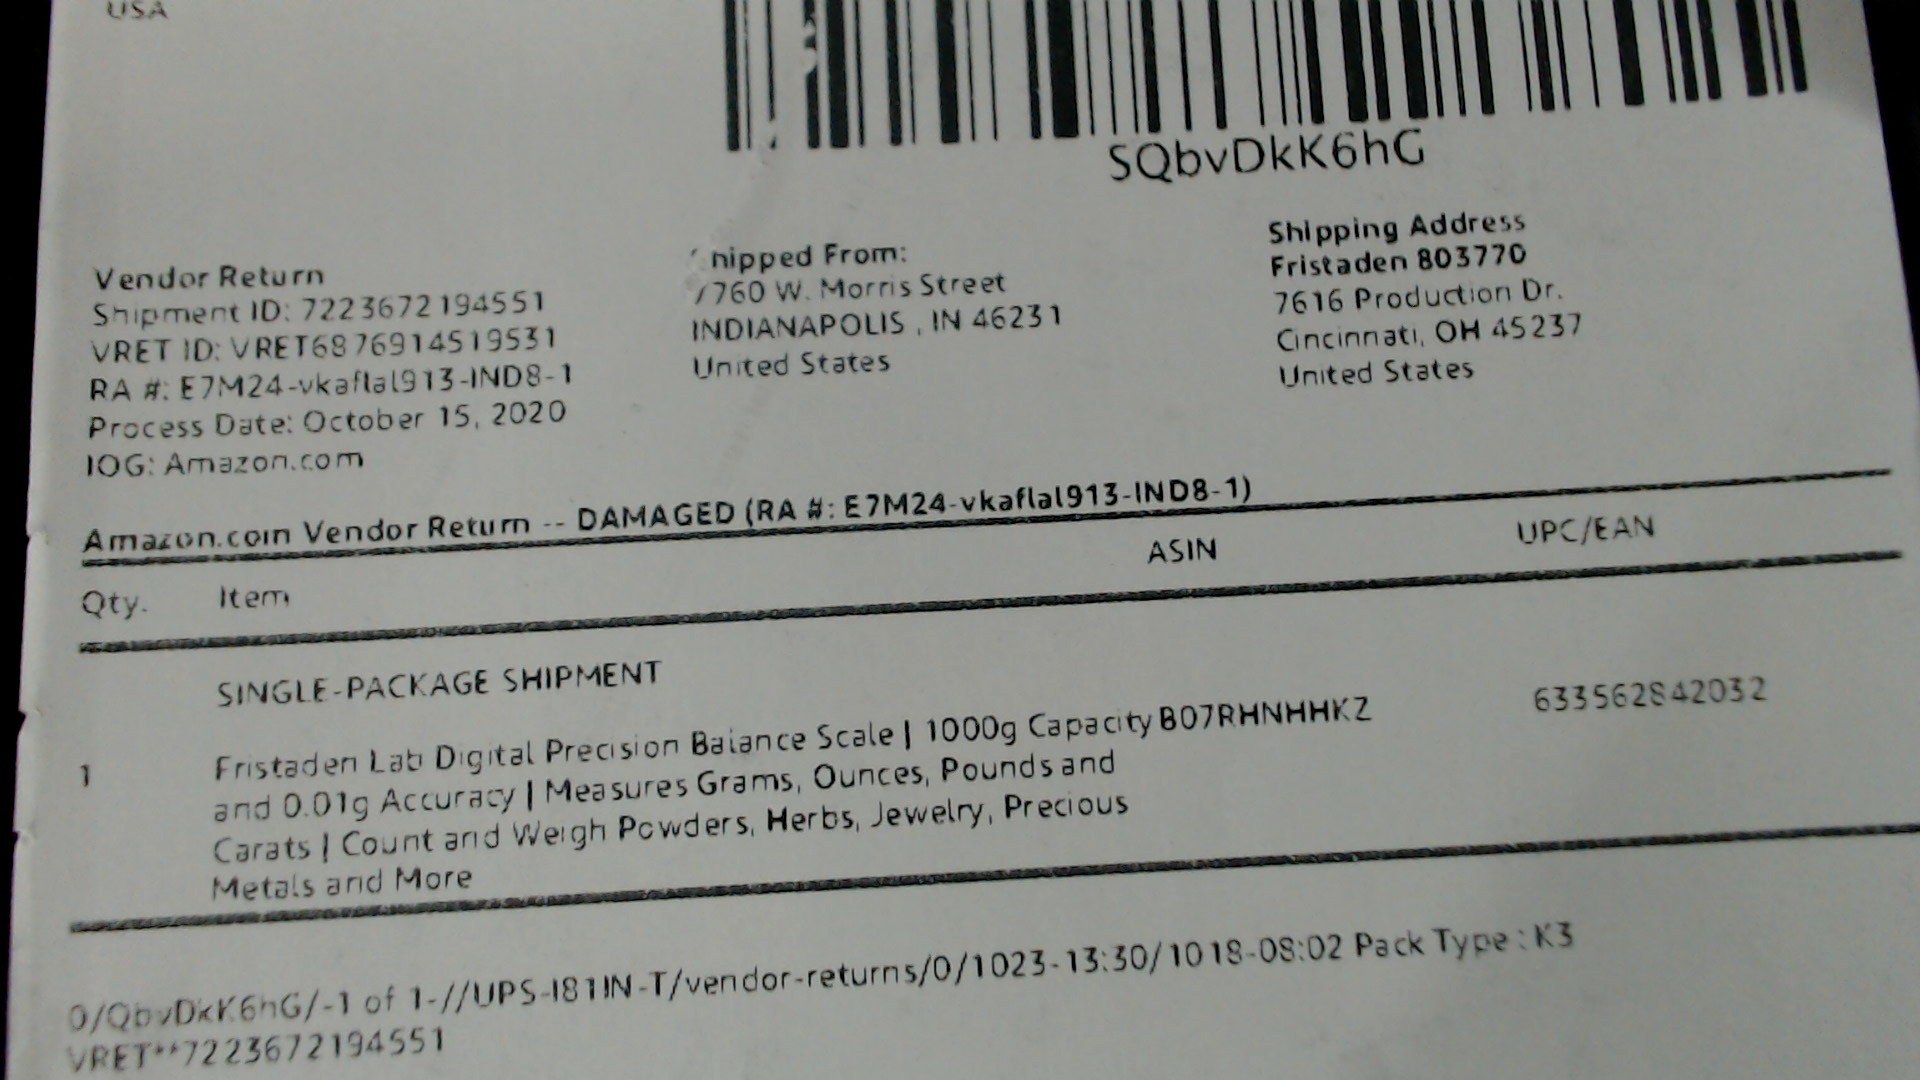 USA
SQbvDkK6hG
Vendor Return
Shipment ID: 7223672194551
VRET ID: VRET6876914519531
RA #: E7M24-vkaflal913-IND8-1
Process Date: October 15, 2020
IOG: Amazon.com
hipped From:
7760 W. Morris Street
INDIANAPOLIS , IN 46231
United States
Shipping Address
Fristaden 803770
7616 Production Dr.
Cincinnati, OH 45237
United States
Amazon.com Vendor Return -- DAMAGED (RA #: E7M24-vkaflal913-IND8-1)
Qty. Item ASIN UPC/EAN
SINGLE-PACKAGE SHIPMENT
1 Fristaden Lab Digital Precision Balance Scale | 1000g Capacity B07RHNHHKZ 633562842032
and 0.01g Accuracy | Measures Grams, Ounces, Pounds and
Carats | Count and Weigh Powders, Herbs, Jewelry, Precious
Metals and More
0/QbvDkK6hG/-1 of 1-//UPS-I81IN-T/vendor-returns/0/1023-13:30/1018-08:02 Pack Type : K3
VRET**7223672194551